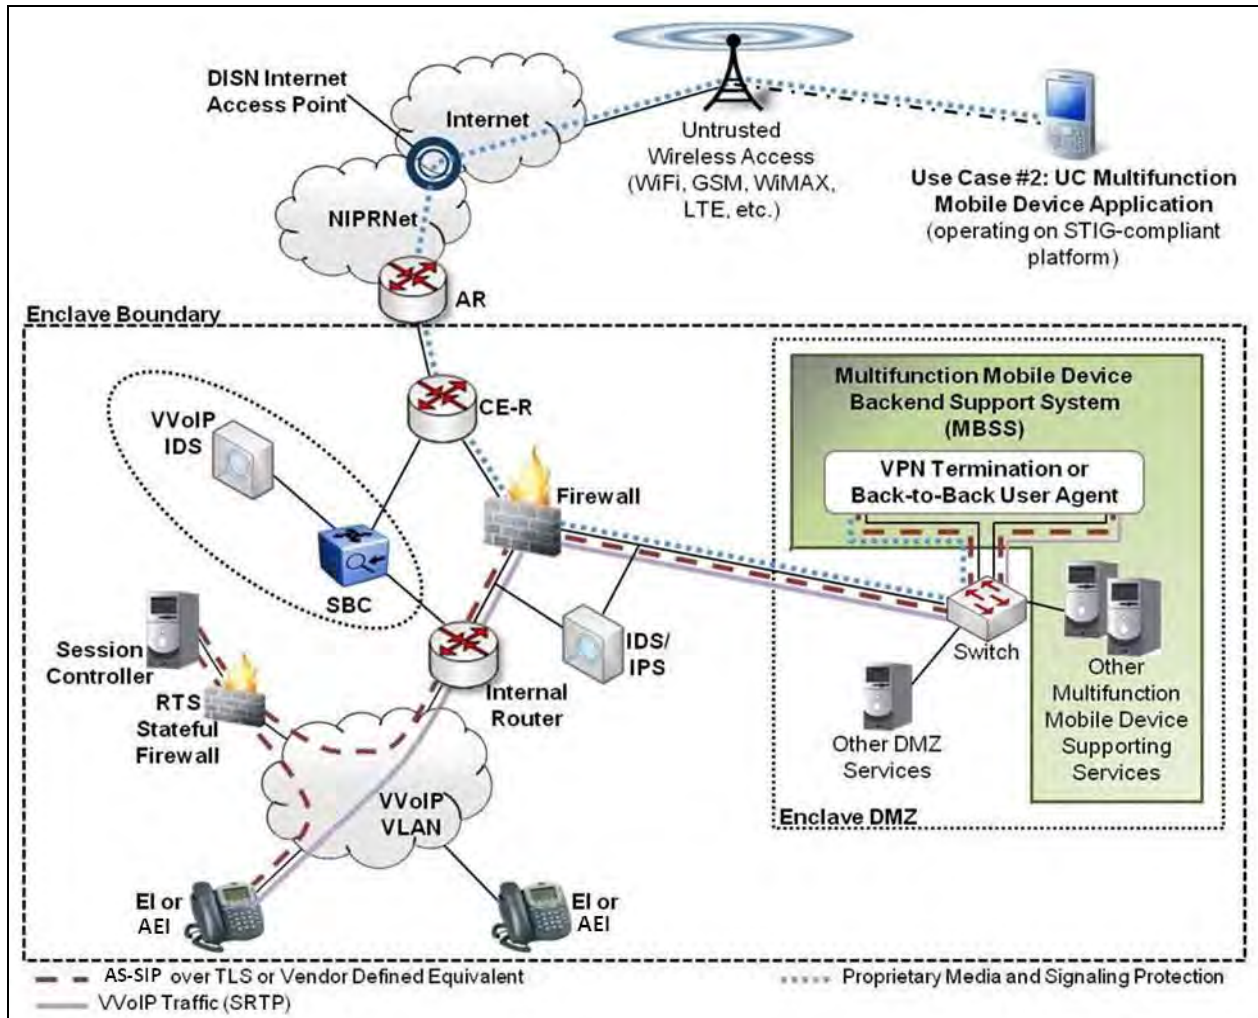 DISN Internet
Access Point
Internet
NIPRNet
Untrusted
Wireless Access
(WiFi, GSM, WiMAX,
LTE, etc.)
Use Case #2: UC Multifunction
Mobile Device Application
(operating on STIG-compliant
platform)
AR
Enclave Boundary
CE-R
VVoIP
IDS
Firewall
SBC
Multifunction Mobile Device
Backend Support System
(MBSS)
VPN Termination or
Back-to-Back User Agent
Session
Controller
RTS
Stateful
Firewall
Internal
Router
IDS/
IPS
Switch
Other DMZ
Services
Other
Multifunction
Mobile Device
Supporting
Services
Enclave DMZ
VVoIP
VLAN
EI or
AEI
EI or
AEI
AS-SIP over TLS or Vendor Defined Equivalent
Proprietary Media and Signaling Protection
VVoIP Traffic (SRTP)